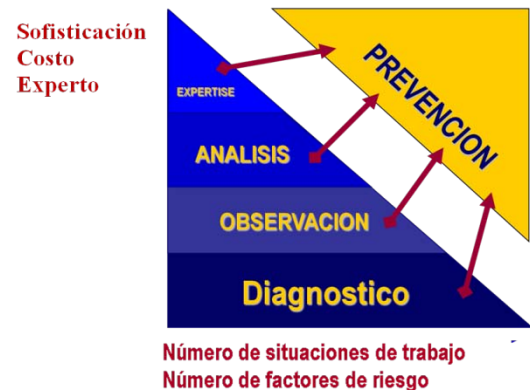 Sofisticación
Costo
Experto
PREVENCION
EXPERTISE
ANALISIS
OBSERVACION
Diagnostico
Número de situaciones de trabajo
Número de factores de riesgo